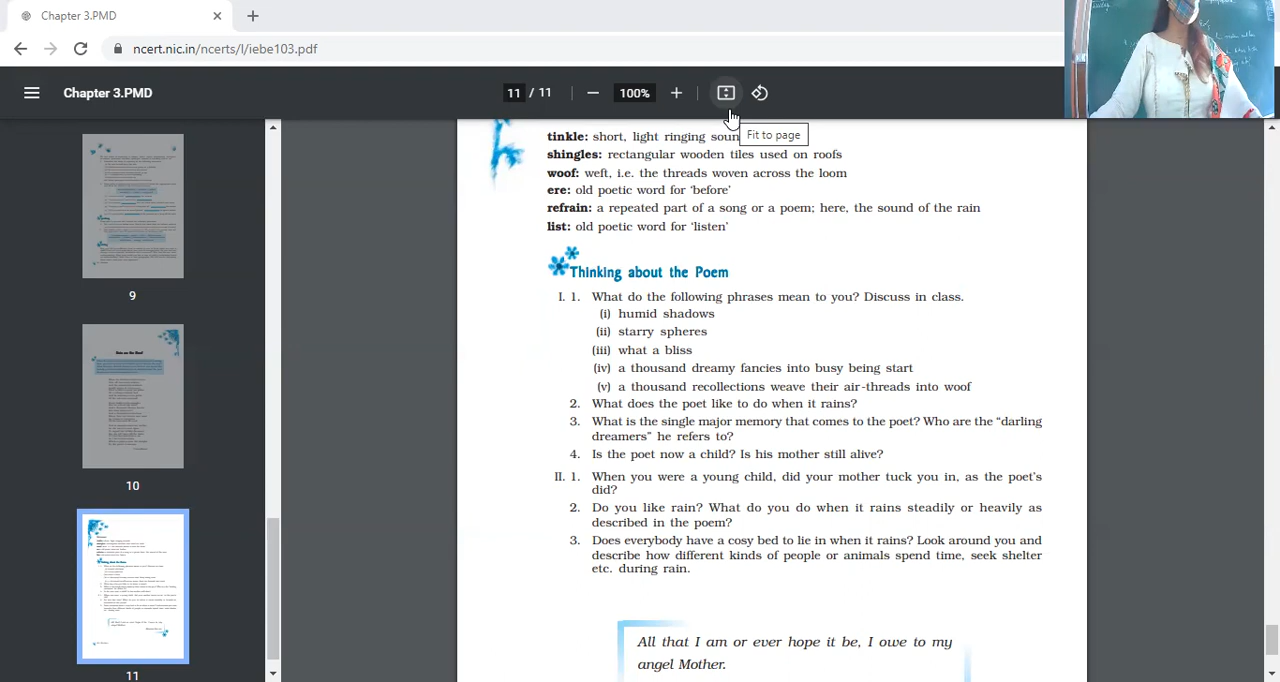 Chapter 3.PMD
ncert.nic.in/ncerts/l/iebe103.pdf
Chapter 3.PMD
11 / 11
100%
Fit to page
tinkle: short, light ringing soun
shingles: rectangular wooden tiles used on roofs
woof: weft, i.e. the threads woven across the loom
ere: old poetic word for ‘before’
refrain: a repeated part of a song or a poem; here, the sound of the rain
list: old poetic word for ‘listen’
Thinking about the Poem
I. 1. What do the following phrases mean to you? Discuss in class.
(i) humid shadows
(ii) starry spheres
(iii) what a bliss
(iv) a thousand dreamy fancies into busy being start
(v) a thousand recollections weave their air-threads into woof
2. What does the poet like to do when it rains?
3. What is the single major memory that comes to the poet? Who are the “darling
dreamers” he refers to?
4. Is the poet now a child? Is his mother still alive?
II. 1. When you were a young child, did your mother tuck you in, as the poet’s
did?
2. Do you like rain? What do you do when it rains steadily or heavily as
described in the poem?
3. Does everybody have a cosy bed to lie in when it rains? Look around you and
describe how different kinds of people or animals spend time, seek shelter
etc. during rain.
All that I am or ever hope it be, I owe to my
angel Mother.
9
10
11